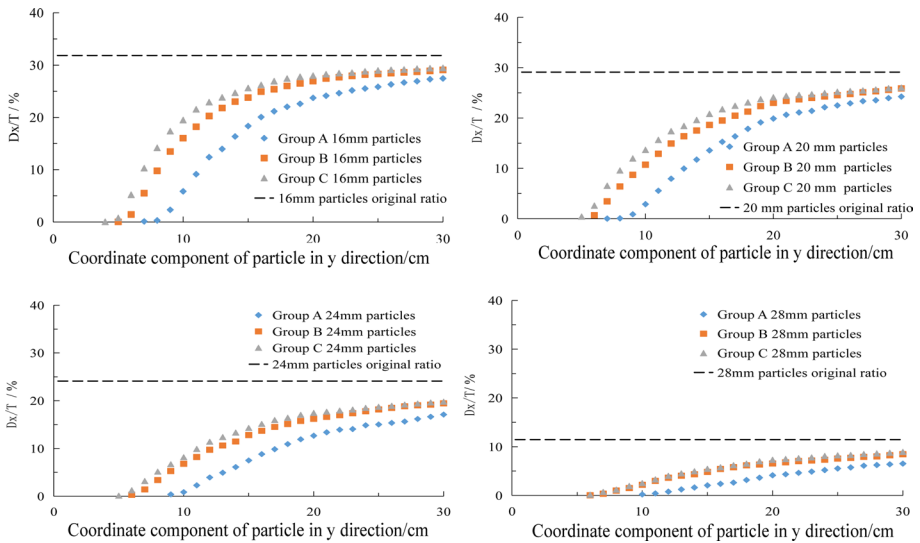 40
30
20
10
0
Dx/T / %
Group A 16mm particles
Group B 16mm particles
Group C 16mm particles
16mm particles original ratio
0
10
20
30
Coordinate component of particle in y direction/cm
40
30
20
10
0
Dx/T / %
Group A 20 mm particles
Group B 20 mm particles
Group C 20 mm particles
20 mm particles original ratio
0
10
20
30
Coordinate component of particle in y direction/cm
40
30
20
10
0
Dx/T / %
Group A 24mm particles
Group B 24mm particles
Group C 24mm particles
24mm particles original ratio
0
10
20
30
Coordinate component of particle in y direction/cm
40
30
20
10
0
Dx/T/ %
Group A 28mm particles
Group B 28mm particles
Group C 28mm particles
28mm particles original ratio
0
10
20
30
Coordinate component of particle in y direction/cm